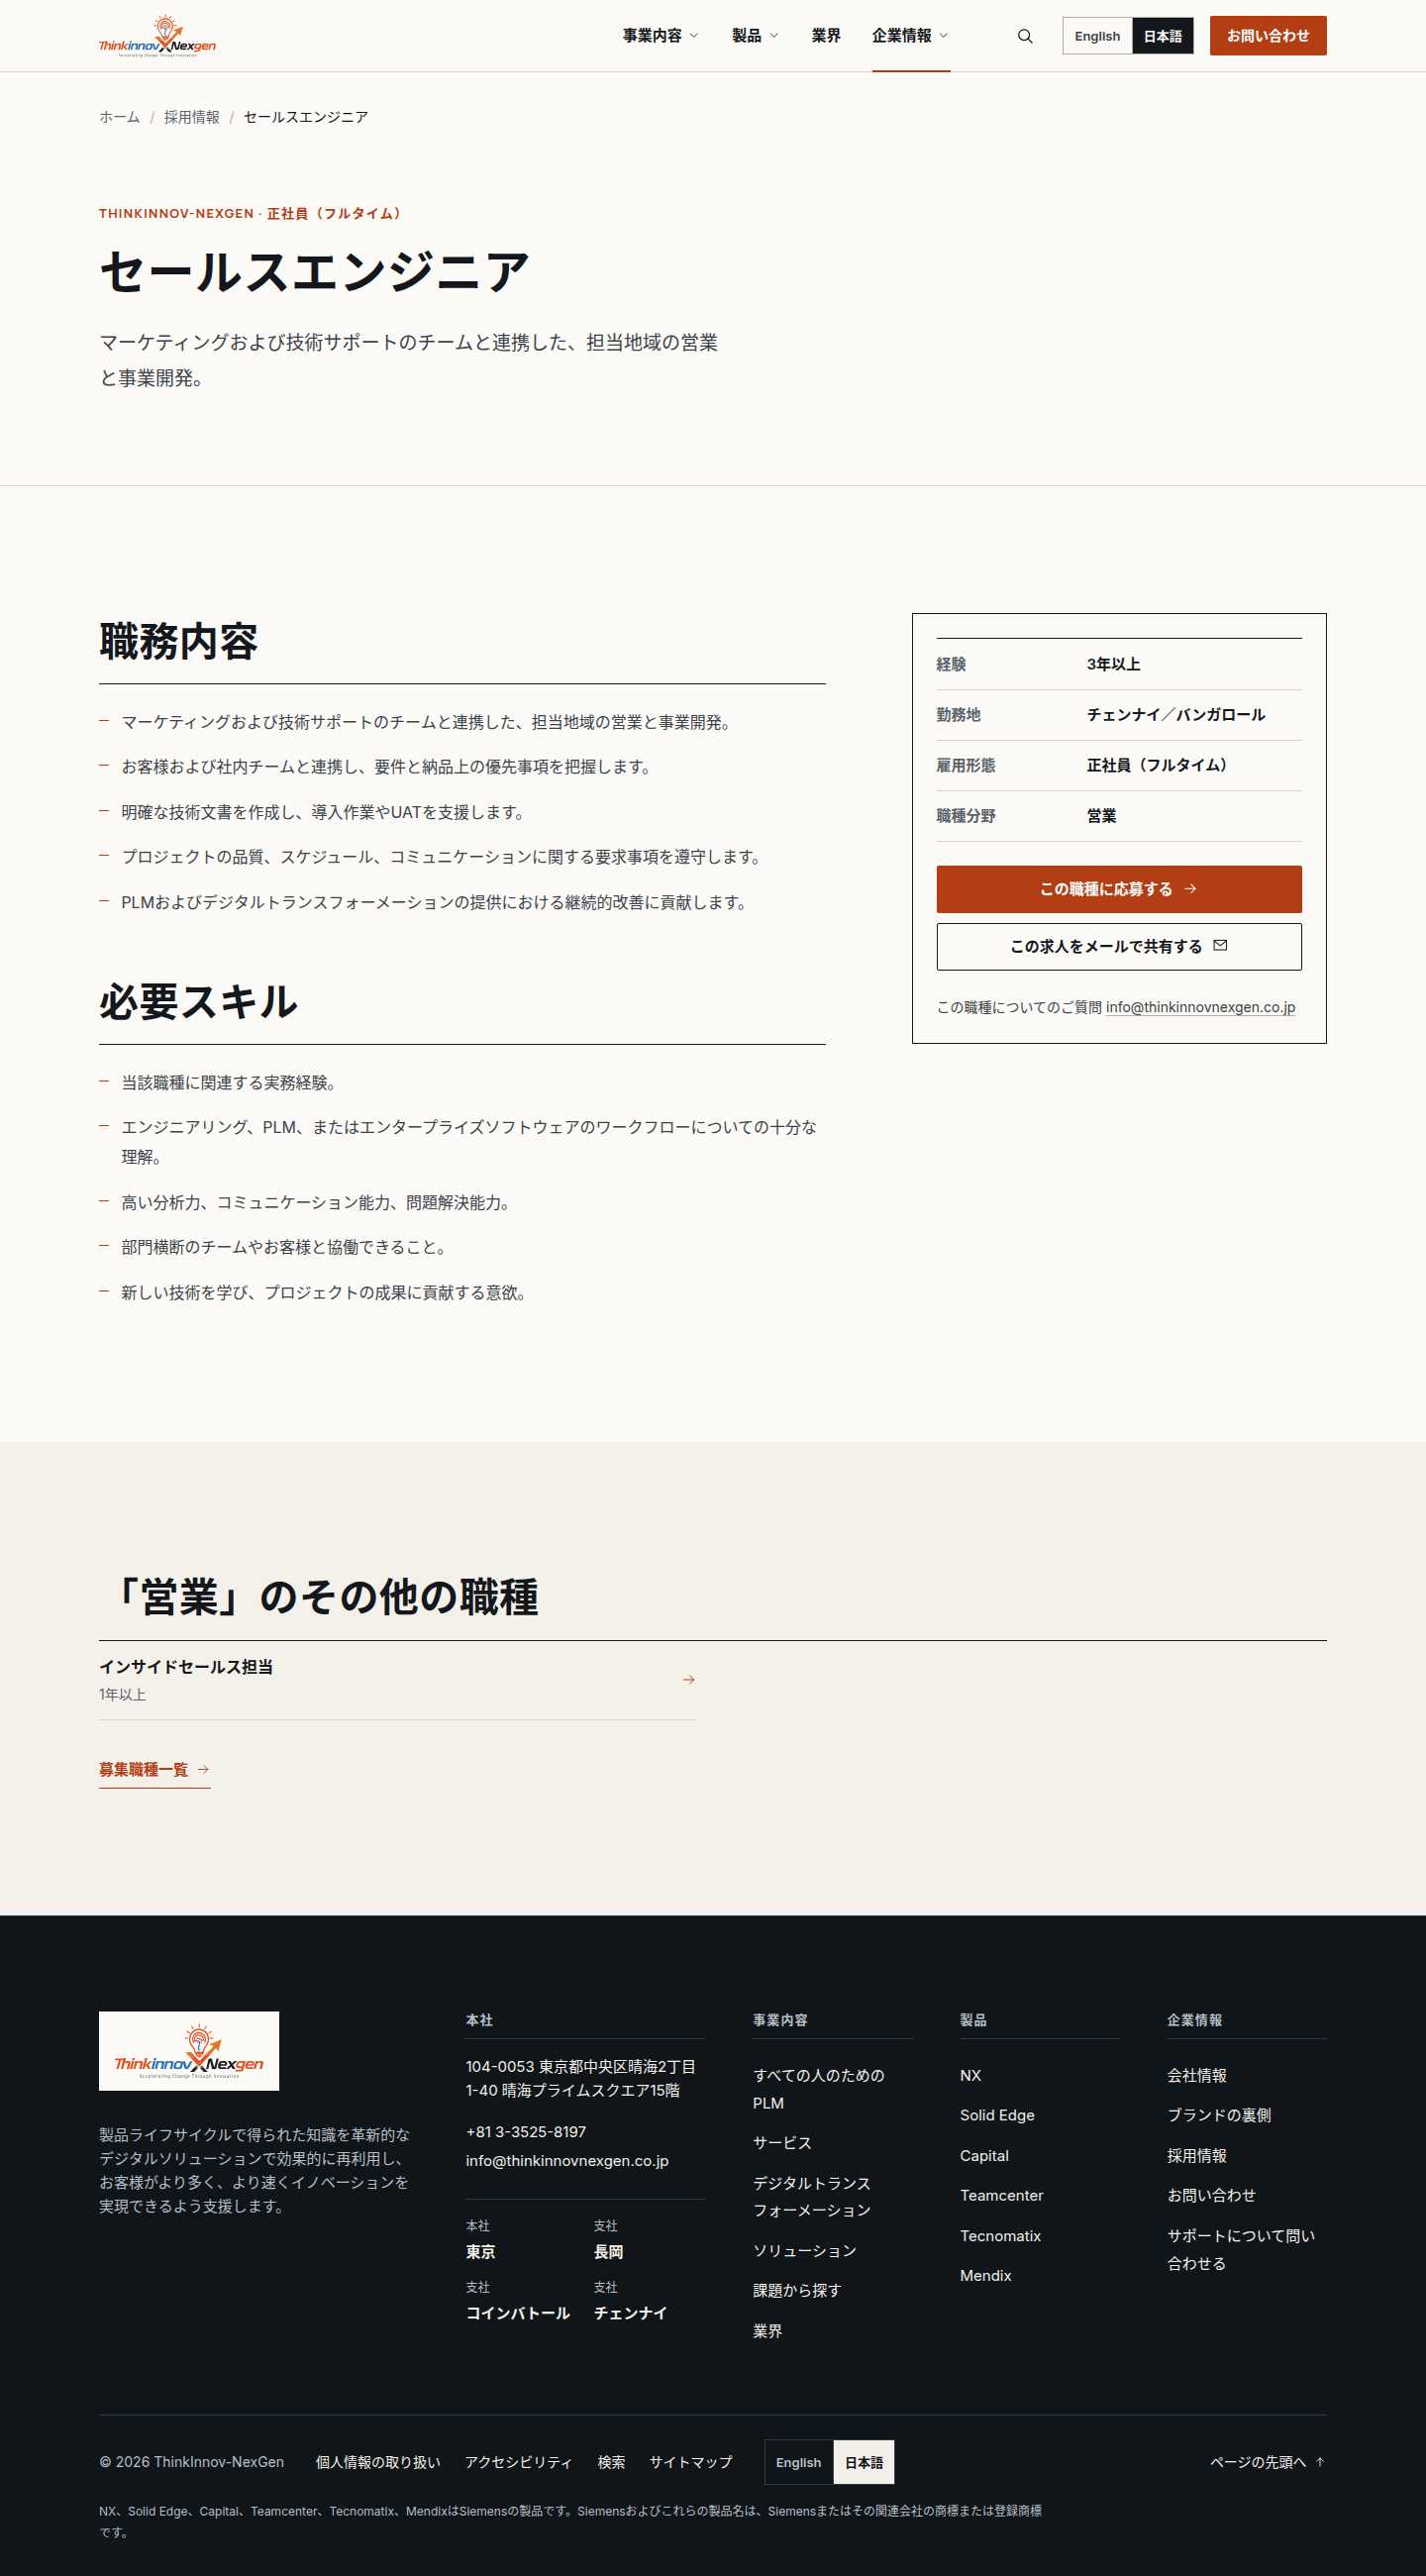 ThinkinnovXNexgen
Accelerating Change Through Innovation
事業内容
製品
業界
企業情報
English
日本語
お問い合わせ
ホーム / 採用情報 / セールスエンジニア
THINKINNOV-NEXGEN · 正社員（フルタイム）
セールスエンジニア
マーケティングおよび技術サポートのチームと連携した、担当地域の営業
と事業開発。
職務内容
マーケティングおよび技術サポートのチームと連携した、担当地域の営業と事業開発。
お客様および社内チームと連携し、要件と納品上の優先事項を把握します。
明確な技術文書を作成し、導入作業やUATを支援します。
プロジェクトの品質、スケジュール、コミュニケーションに関する要求事項を遵守します。
PLMおよびデジタルトランスフォーメーションの提供における継続的改善に貢献します。
必要スキル
当該職種に関連する実務経験。
エンジニアリング、PLM、またはエンタープライズソフトウェアのワークフローについての十分な
理解。
高い分析力、コミュニケーション能力、問題解決能力。
部門横断のチームやお客様と協働できること。
新しい技術を学び、プロジェクトの成果に貢献する意欲。
経験 3年以上
勤務地 チェンナイ／バンガロール
雇用形態 正社員（フルタイム）
職種分野 営業
この職種に応募する →
この求人をメールで共有する
この職種についてのご質問 info@thinkinnovnexgen.co.jp
「営業」のその他の職種
インサイドセールス担当
1年以上
→
募集職種一覧 →
ThinkinnovXNexgen
Accelerating Change Through Innovation
製品ライフサイクルで得られた知識を革新的な
デジタルソリューションで効果的に再利用し、
お客様がより多く、より速くイノベーションを
実現できるよう支援します。
本社
104-0053 東京都中央区晴海2丁目
1-40 晴海プライムスクエア15階
+81 3-3525-8197
info@thinkinnovnexgen.co.jp
本社
東京
支社
長岡
支社
コインバトール
支社
チェンナイ
事業内容
すべての人のための
PLM
サービス
デジタルトランス
フォーメーション
ソリューション
課題から探す
業界
製品
NX
Solid Edge
Capital
Teamcenter
Tecnomatix
Mendix
企業情報
会社情報
ブランドの裏側
採用情報
お問い合わせ
サポートについて問い
合わせる
© 2026 ThinkInnov-NexGen
個人情報の取り扱い
アクセシビリティ
検索
サイトマップ
English
日本語
ページの先頭へ ↑
NX、Solid Edge、Capital、Teamcenter、Tecnomatix、MendixはSiemensの製品です。Siemensおよびこれらの製品名は、Siemensまたはその関連会社の商標または登録商標
です。